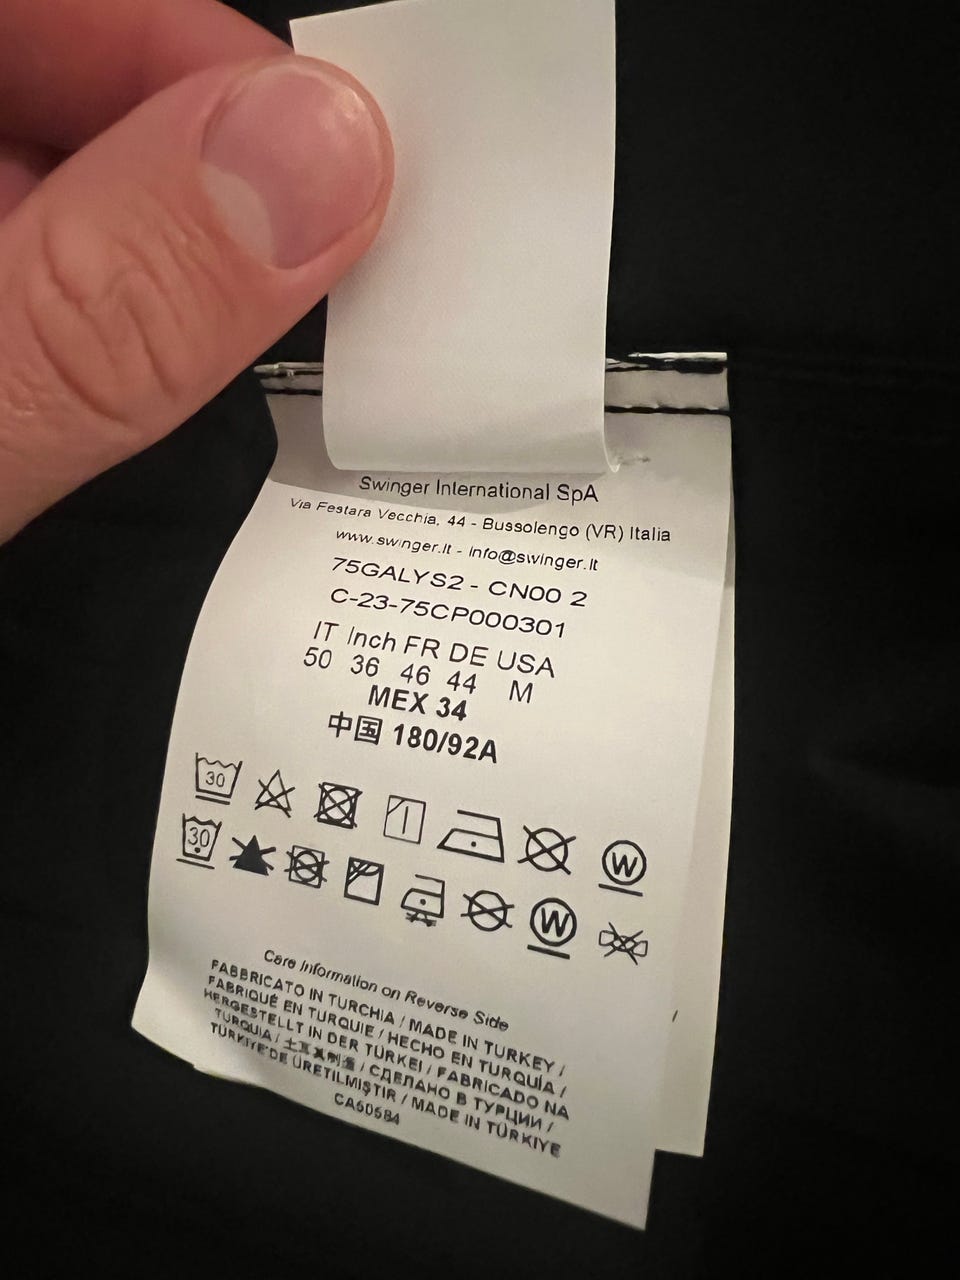 Swinger International SpA
Via Festara Vecchia, 44 - Bussolengo (VR) Italia
www.swinger.it - info@swinger.it
75GALYS2 - CN00 2
C-23-75CP000301
IT Inch FR DE USA
50 36 46 44 M
MEX 34
中国 180/92A
30
W
30
W
Care Information on Reverse Side
FABBRICATO IN TURCHIA / MADE IN TURKEY /
FABRIQUÉ EN TURQUIE / HECHO EN TURQUÍA /
HERGESTELLT IN DER TÜRKEI / FABRICADO NA
TURQUIA / 土耳其制造 / СДЕЛАНО В ТУРЦИИ /
TÜRKİYE'DE ÜRETİLMİŞTİR / MADE IN TÜRKIYE
CA50584